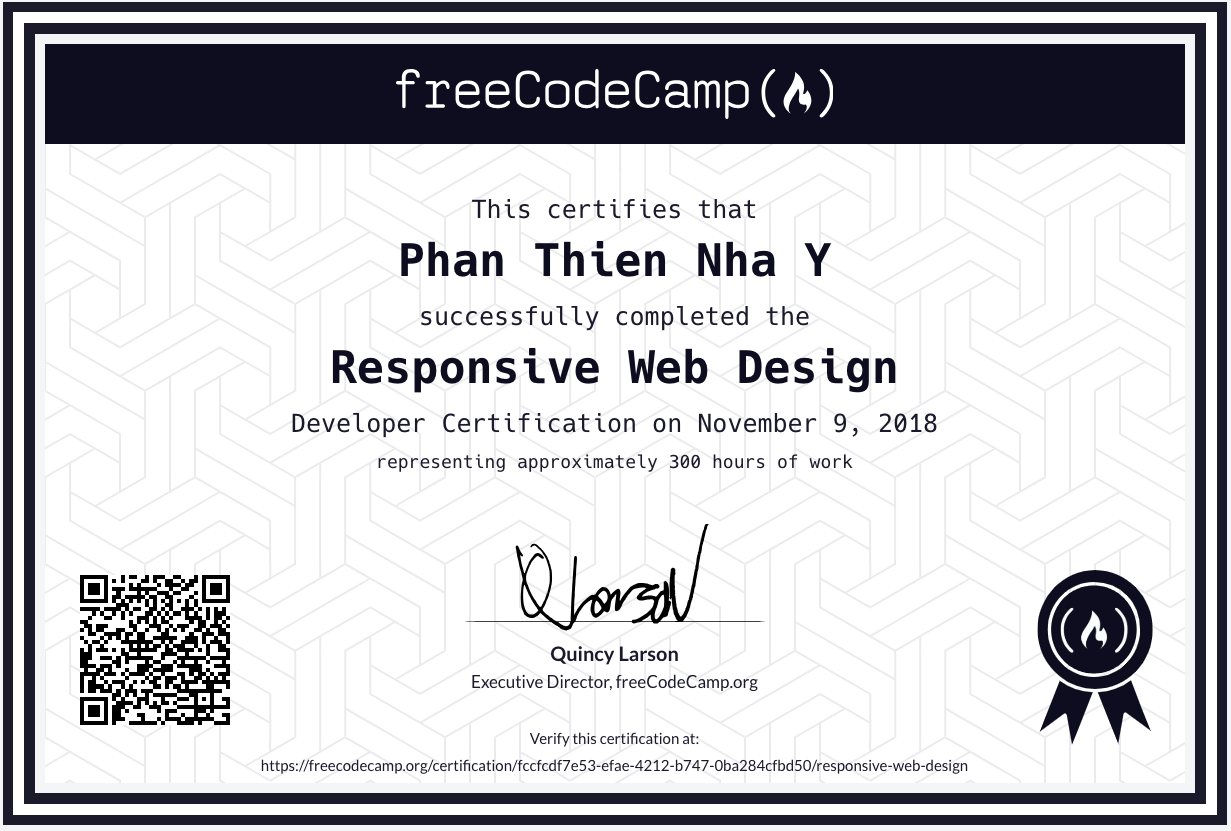 freeCodeCamp
This certifies that
Phan Thien Nha Y
successfully completed the
Responsive Web Design
Developer Certification on November 9, 2018
representing approximately 300 hours of work
QLarson
Quincy Larson
Executive Director, freeCodeCamp.org
Verify this certification at:
https://freecodecamp.org/certification/fccfcdf7e53-efae-4212-b747-0ba284cfbd50/responsive-web-design